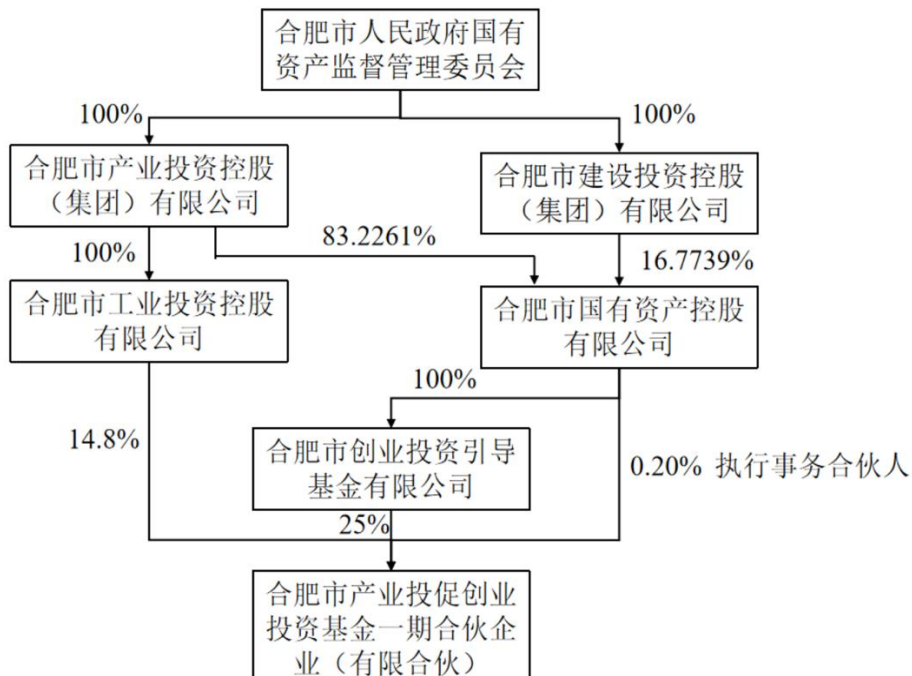 合肥市人民政府国有
资产监督管理委员会
100%
100%
合肥市产业投资控股
（集团）有限公司
合肥市建设投资控股
（集团）有限公司
83.2261%
100%
16.7739%
合肥市工业投资控股
有限公司
合肥市国有资产控股
有限公司
100%
14.8%
合肥市创业投资引导
基金有限公司
0.20% 执行事务合伙人
25%
合肥市产业投促创业
投资基金一期合伙企
业（有限合伙）